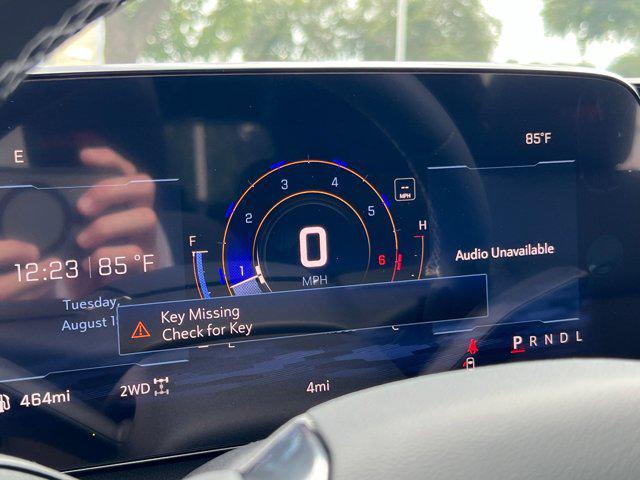 E
85°F
3 4
2 5
1 6
-- MPH
F
H
0
MPH
12:23 | 85°F
Tuesday,
August 1
Audio Unavailable
Key Missing
Check for Key
C
P R N D L
464mi
2WD
4mi